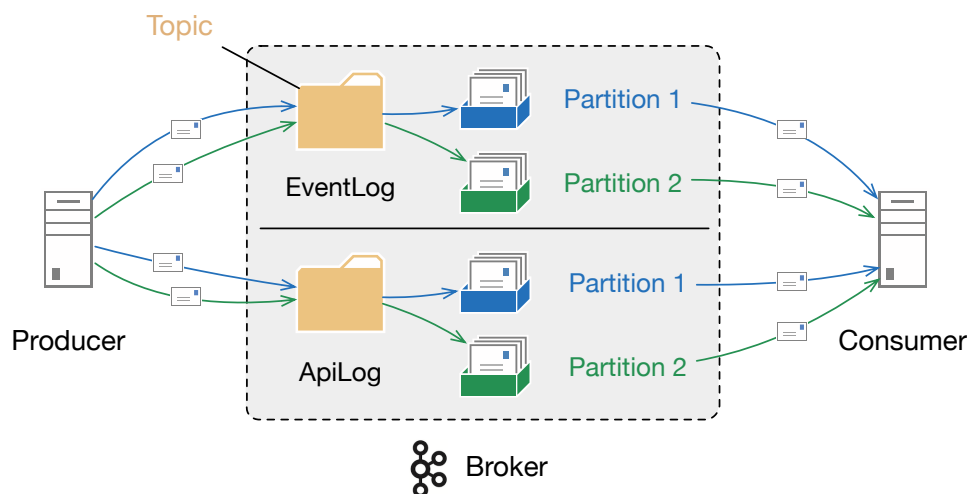 Topic
Partition 1
EventLog
Partition 2
Partition 1
Producer
Consumer
ApiLog
Partition 2
Broker